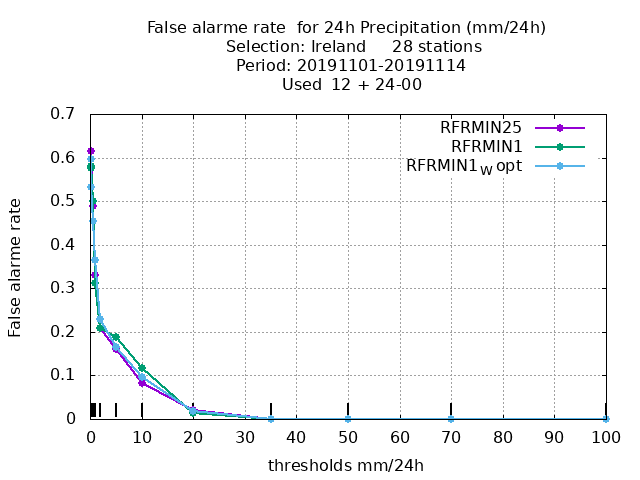 False alarme rate  for 24h Precipitation (mm/24h)
Selection: Ireland     28 stations
Period: 20191101-20191114
Used  12 + 24-00
RFRMIN25
RFRMIN1
RFRMIN1W opt
False alarme rate
0.7
0.6
0.5
0.4
0.3
0.2
0.1
0
0 10 20 30 40 50 60 70 80 90 100
thresholds mm/24h